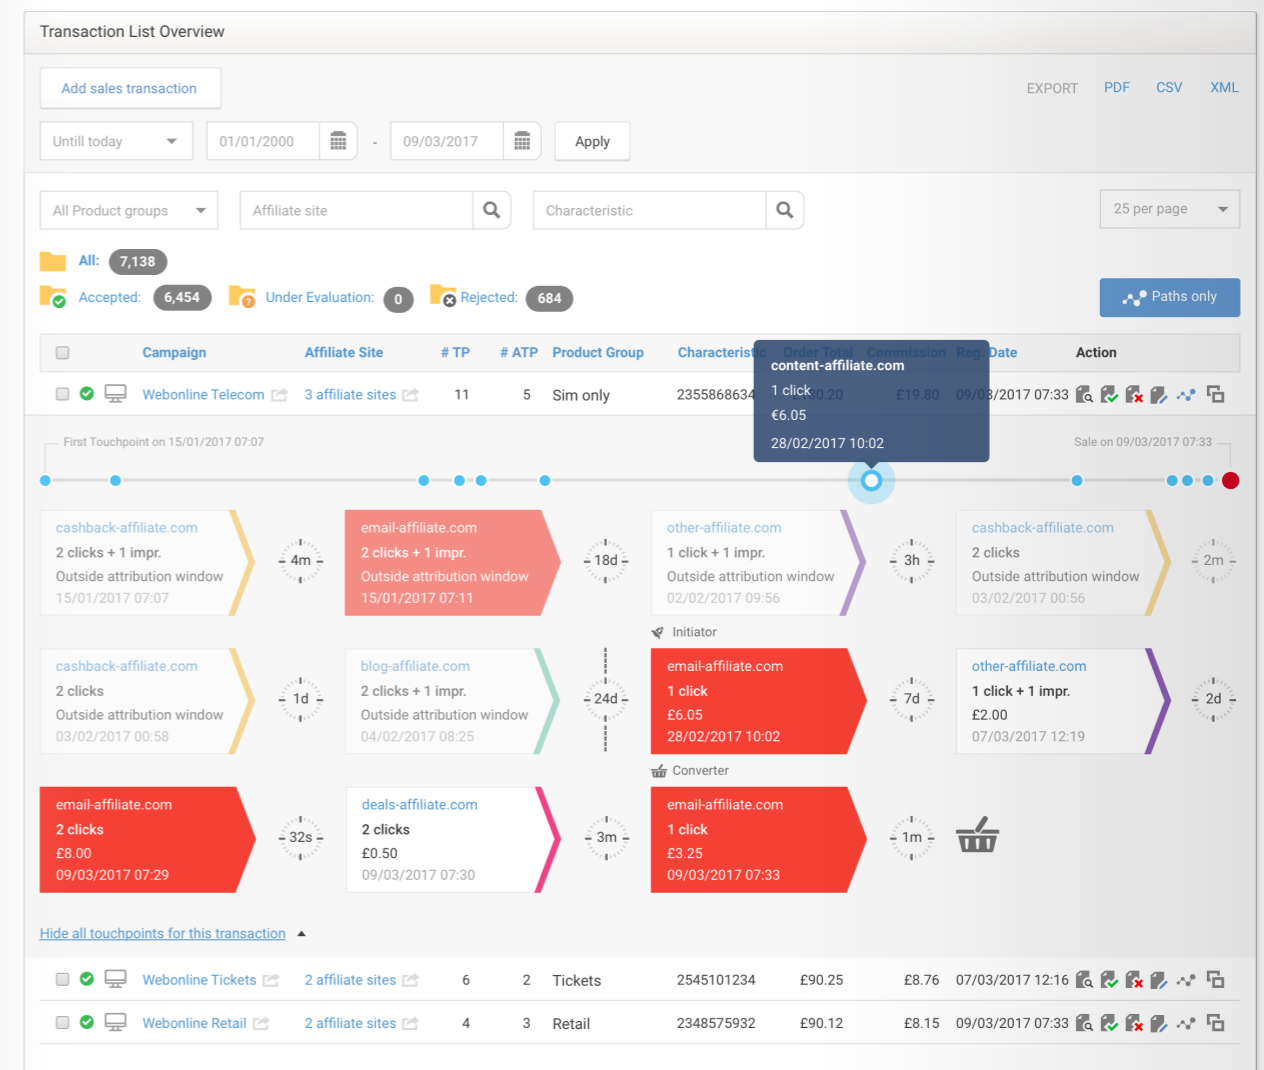 Transaction List Overview
Add sales transaction
EXPORT PDF CSV XML
Untill today 01/01/2000 - 09/03/2017 Apply
All Product groups Affiliate site Characteristic 25 per page
All: 7,138
Accepted: 6,454 Under Evaluation: 0 Rejected: 684
Paths only
Campaign Affiliate Site # TP # ATP Product Group Characteristic Order Total Commission Reg. Date Action
Webonline Telecom 3 affiliate sites 11 5 Sim only 2355868634 £19.80 09/03/2017 07:33
content-affiliate.com
1 click
€6.05
28/02/2017 10:02
First Touchpoint on 15/01/2017 07:07
Sale on 09/03/2017 07:33
cashback-affiliate.com
2 clicks + 1 impr.
Outside attribution window
15/01/2017 07:07
4m
email-affiliate.com
2 clicks + 1 impr.
Outside attribution window
15/01/2017 07:11
18d
other-affiliate.com
1 click + 1 impr.
Outside attribution window
02/02/2017 09:56
3h
cashback-affiliate.com
2 clicks
Outside attribution window
03/02/2017 00:56
2m
cashback-affiliate.com
2 clicks
Outside attribution window
03/02/2017 00:58
1d
blog-affiliate.com
2 clicks + 1 impr.
Outside attribution window
04/02/2017 08:25
24d
Initiator
email-affiliate.com
1 click
£6.05
28/02/2017 10:02
7d
other-affiliate.com
1 click + 1 impr.
£2.00
07/03/2017 12:19
2d
email-affiliate.com
2 clicks
£8.00
09/03/2017 07:29
32s
deals-affiliate.com
2 clicks
£0.50
09/03/2017 07:30
3m
Converter
email-affiliate.com
1 click
£3.25
09/03/2017 07:33
1m
Hide all touchpoints for this transaction
Webonline Tickets 2 affiliate sites 6 2 Tickets 2545101234 £90.25 £8.76 07/03/2017 12:16
Webonline Retail 2 affiliate sites 4 3 Retail 2348575932 £90.12 £8.15 09/03/2017 07:33